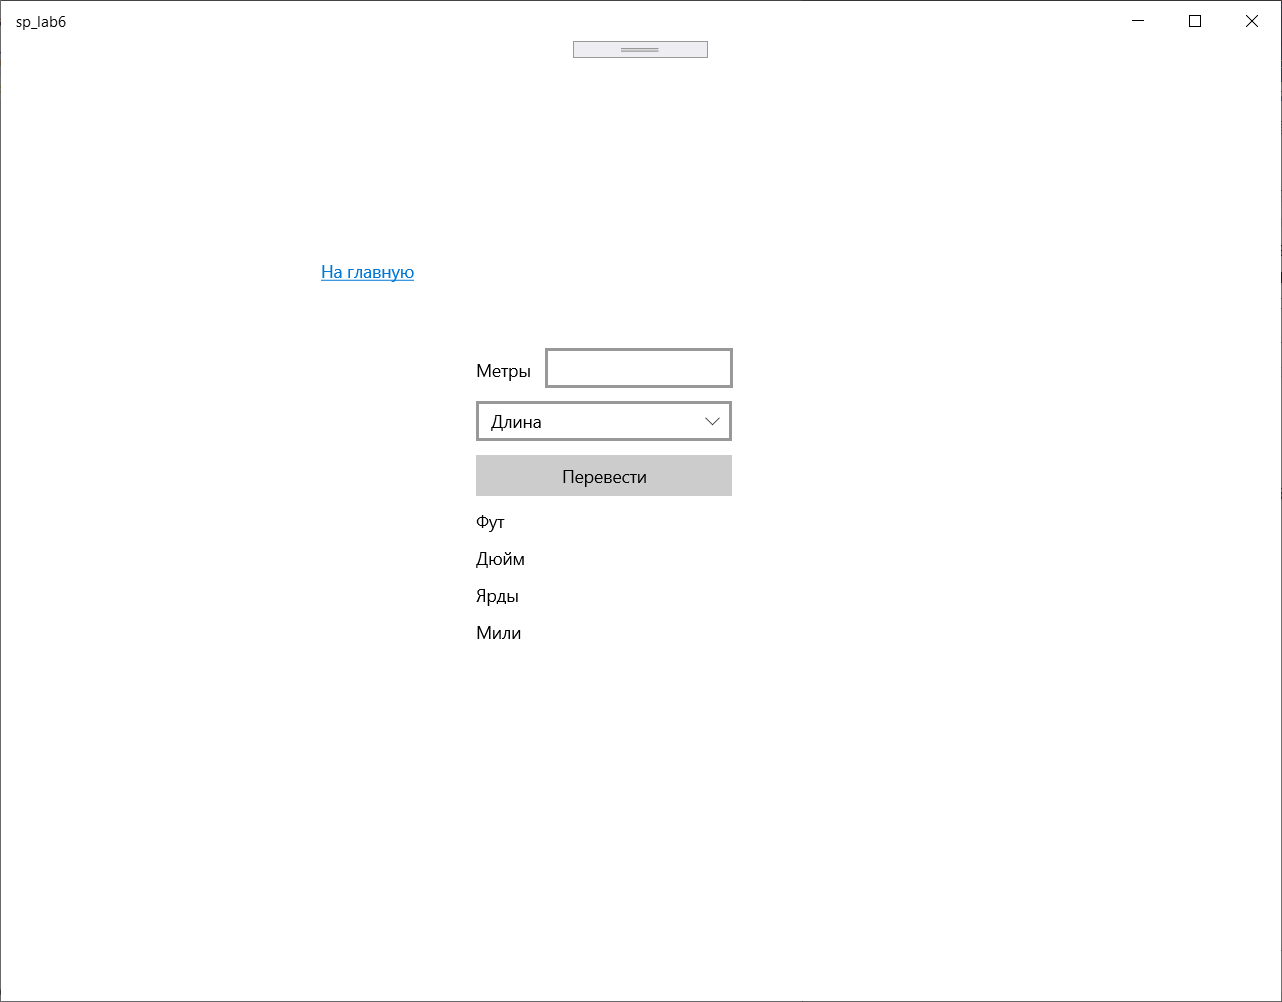 sp_lab6
На главную
Метры
Длина
Перевести
Фут
Дюйм
Ярды
Мили